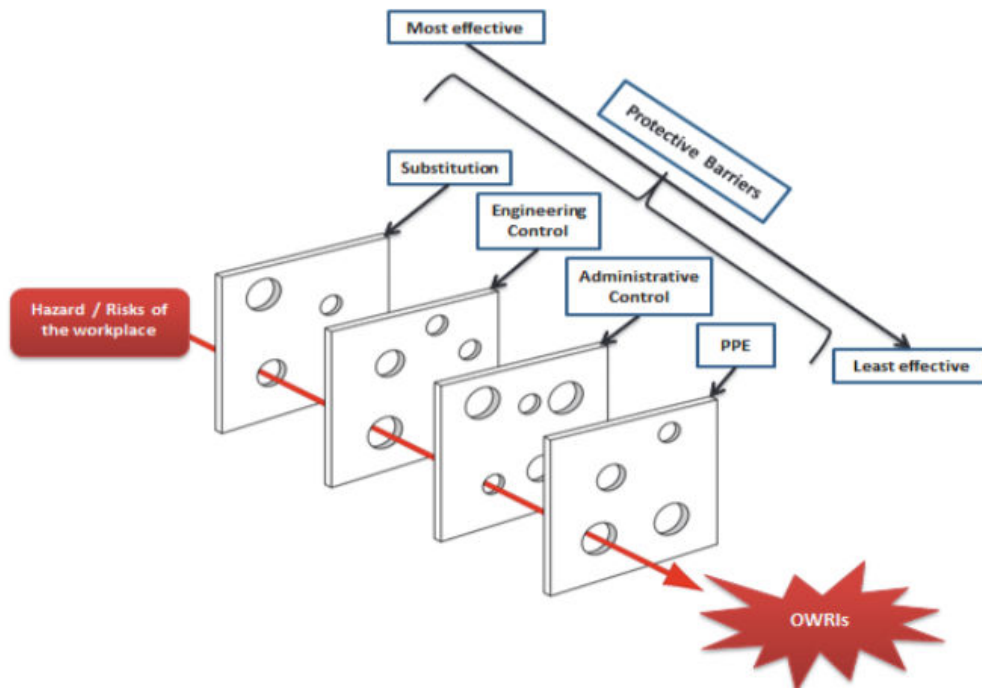 Most effective
Protective Barriers
Substitution
Engineering
Control
Administrative
Control
Hazard / Risks of
the workplace
PPE
Least effective
OWRIs